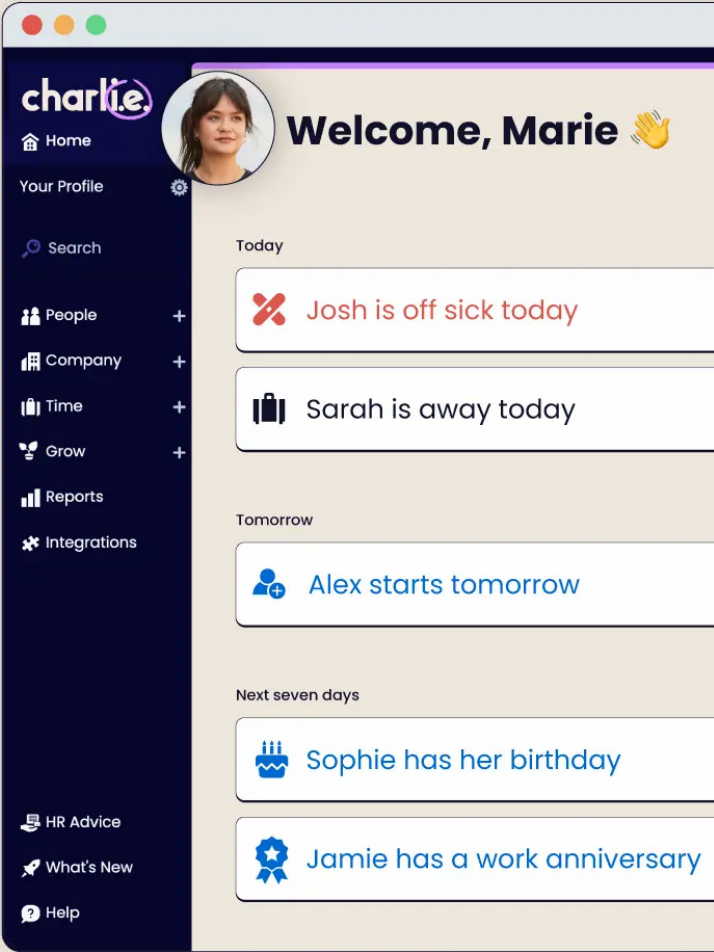 charlie.
Home
Your Profile
Search
People
Company
Time
Grow
Reports
Integrations
HR Advice
What's New
Help
Welcome, Marie 👋
Today
Josh is off sick today
Sarah is away today
Tomorrow
Alex starts tomorrow
Next seven days
Sophie has her birthday
Jamie has a work anniversary